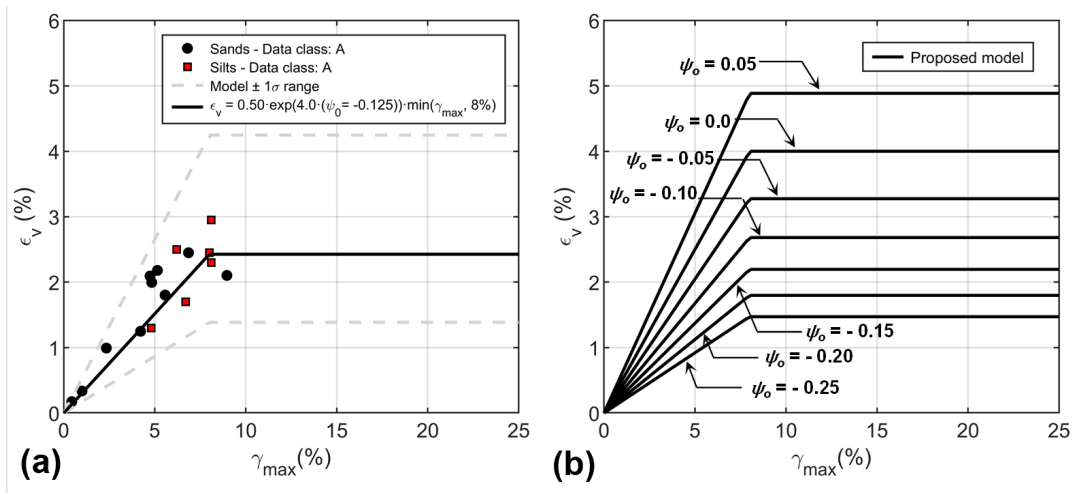 6
5
4
3
2
1
0
ϵv (%)
Sands - Data class: A
Silts - Data class: A
Model ± 1σ range
ϵv = 0.50·exp(4.0·(ψ0= -0.125))·min(γmax, 8%)
0 5 10 15 20 25
γmax(%)
(a)
6
5
4
3
2
1
0
ϵv (%)
Proposed model
ψo = 0.05
ψo = 0.0
ψo = - 0.05
ψo = - 0.10
ψo = - 0.15
ψo = - 0.20
ψo = - 0.25
0 5 10 15 20 25
γmax(%)
(b)